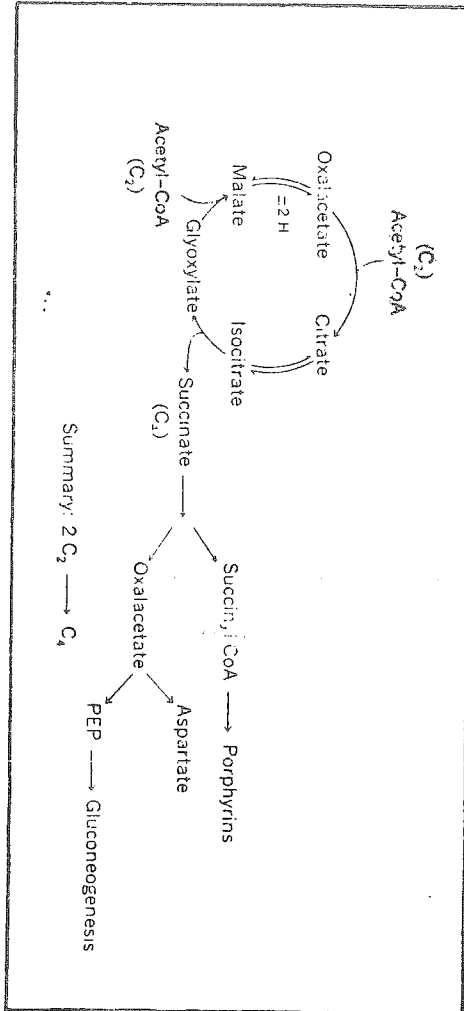 (C₂)
Acetyl-CoA
Oxalacetate
Citrate
=2H
Malate
Isocitrate
Glyoxylate
Acetyl-CoA
(C₂)
Succinate
(C₄)
Succinyl CoA
Porphyrins
Oxalacetate
Aspartate
PEP
Gluconeogenesis
Summary: 2 C₂ → C₄